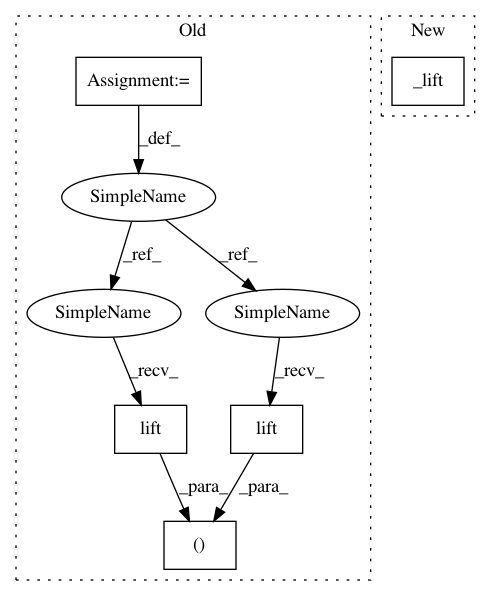 Old
New
Assignment:=
_lift
_def_
SimpleName
_ref_
_ref_
SimpleName
SimpleName
_recv_
_recv_
lift
lift
_para_
_para_
()